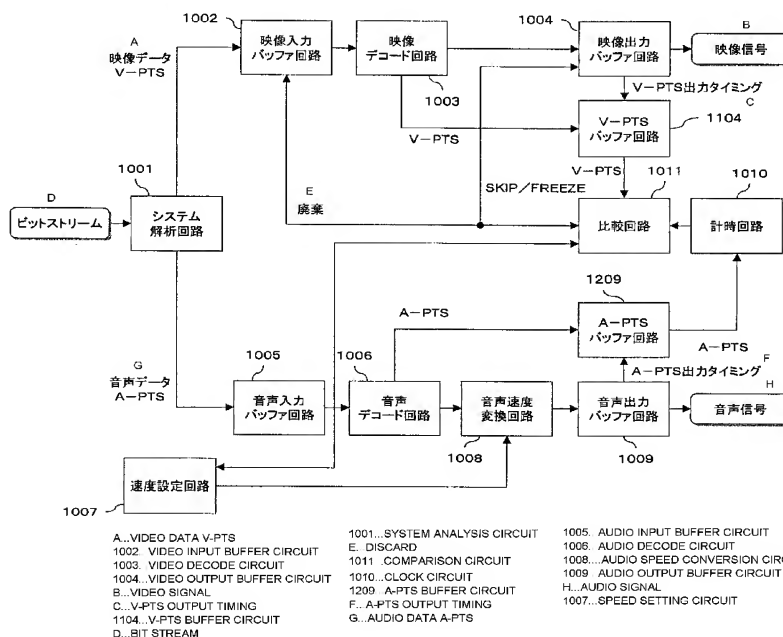 1002
1004
B
A
映像データ
V-PTS
映像入力
バッファ回路
映像
デコード回路
映像出力
バッファ回路
映像信号
1003
V-PTS出力タイミング
C
V-PTS
V-PTS
バッファ回路
1104
1001
V-PTS
1011
1010
D
E
廃棄
SKIP/FREEZE
ビットストリーム
システム
解析回路
比較回路
計時回路
1209
A-PTS
A-PTS
バッファ回路
A-PTS
F
G
音声データ
A-PTS
1005
1006
A-PTS出力タイミング
H
音声入力
バッファ回路
音声
デコード回路
音声速度
変換回路
音声出力
バッファ回路
音声信号
1008
1009
速度設定回路
1007
A...VIDEO DATA V-PTS
1002. VIDEO INPUT BUFFER CIRCUIT
1003. VIDEO DECODE CIRCUIT
1004...VIDEO OUTPUT BUFFER CIRCUIT
B...VIDEO SIGNAL
C...V-PTS OUTPUT TIMING
1104...V-PTS BUFFER CIRCUIT
D...BIT STREAM
1001...SYSTEM ANALYSIS CIRCUIT
E. DISCARD
1011 .COMPARISON CIRCUIT
1010...CLOCK CIRCUIT
1209 ..A-PTS BUFFER CIRCUIT
F.. A-PTS OUTPUT TIMING
G...AUDIO DATA A-PTS
1005. AUDIO INPUT BUFFER CIRCUIT
1006. AUDIO DECODE CIRCUIT
1008....AUDIO SPEED CONVERSION CIRC
1009 AUDIO OUTPUT BUFFER CIRCUIT
H...AUDIO SIGNAL
1007....SPEED SETTING CIRCUIT